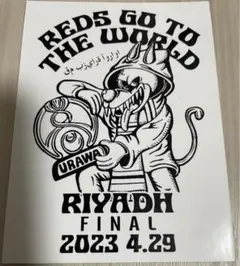 REDS GO TO
THE WORLD
URAWA
RIYADH
FINAL
2023 4.29